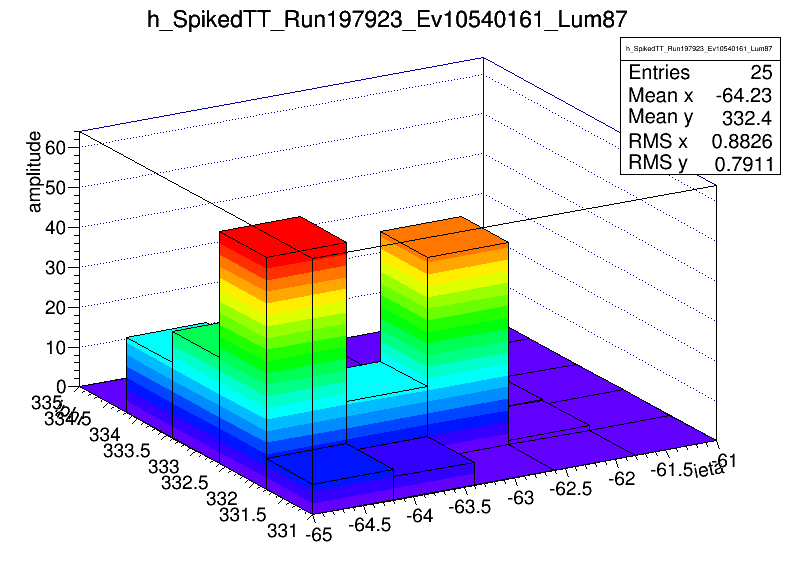 h_SpikedTT_Run197923_Ev10540161_Lum87
h_SpikedTT_Run197923_Ev10540161_Lum87
Entries 25
Mean x -64.23
Mean y 332.4
RMS x 0.8826
RMS y 0.7911
amplitude
60
50
40
30
20
10
0
335
334.5
334
333.5
333
332.5
332
331.5
331
-65
-64.5
-64
-63.5
-63
-62.5
-62
-61.5
-61
ieta